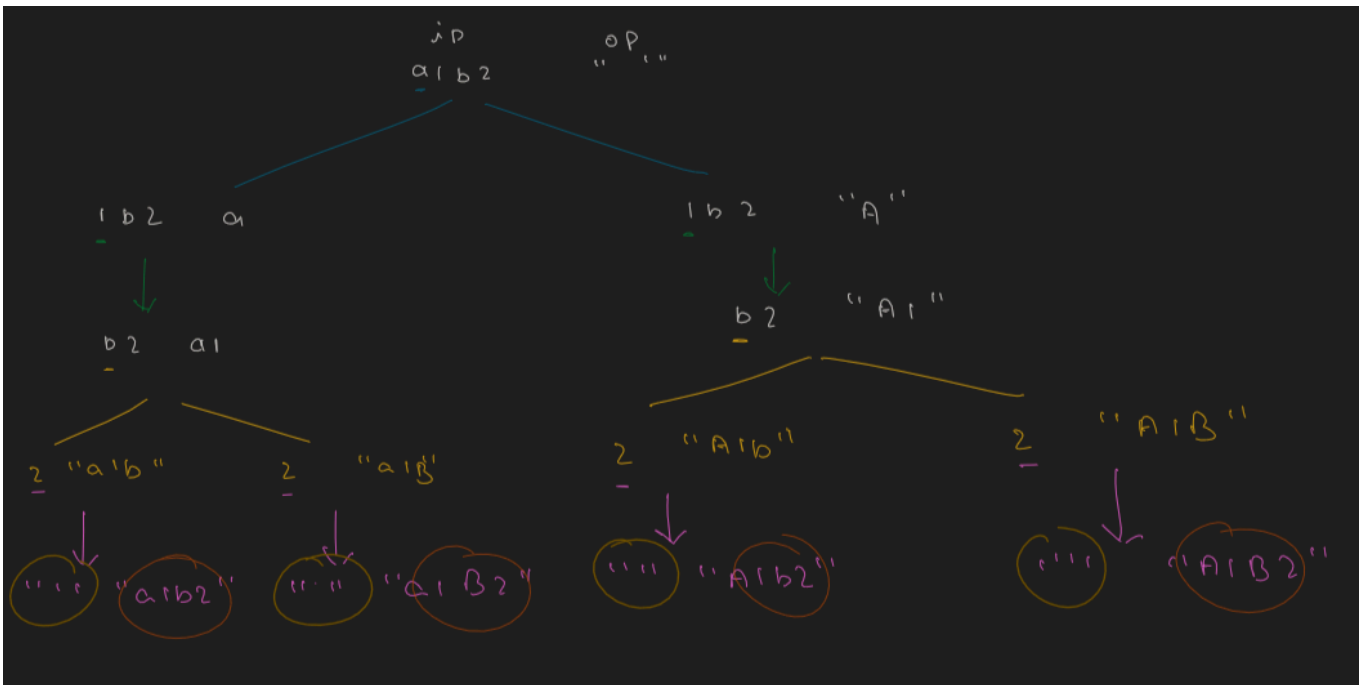 ip op
a1b2 " "
1b2 a 1b2 "A"
b2 "A1"
b2 a1
2 "a1b" 2 "a1B" 2 "A1b" 2 "A1B"
"" "a1b2" "" "a1B2" "" "A1b2" "" "A1B2"